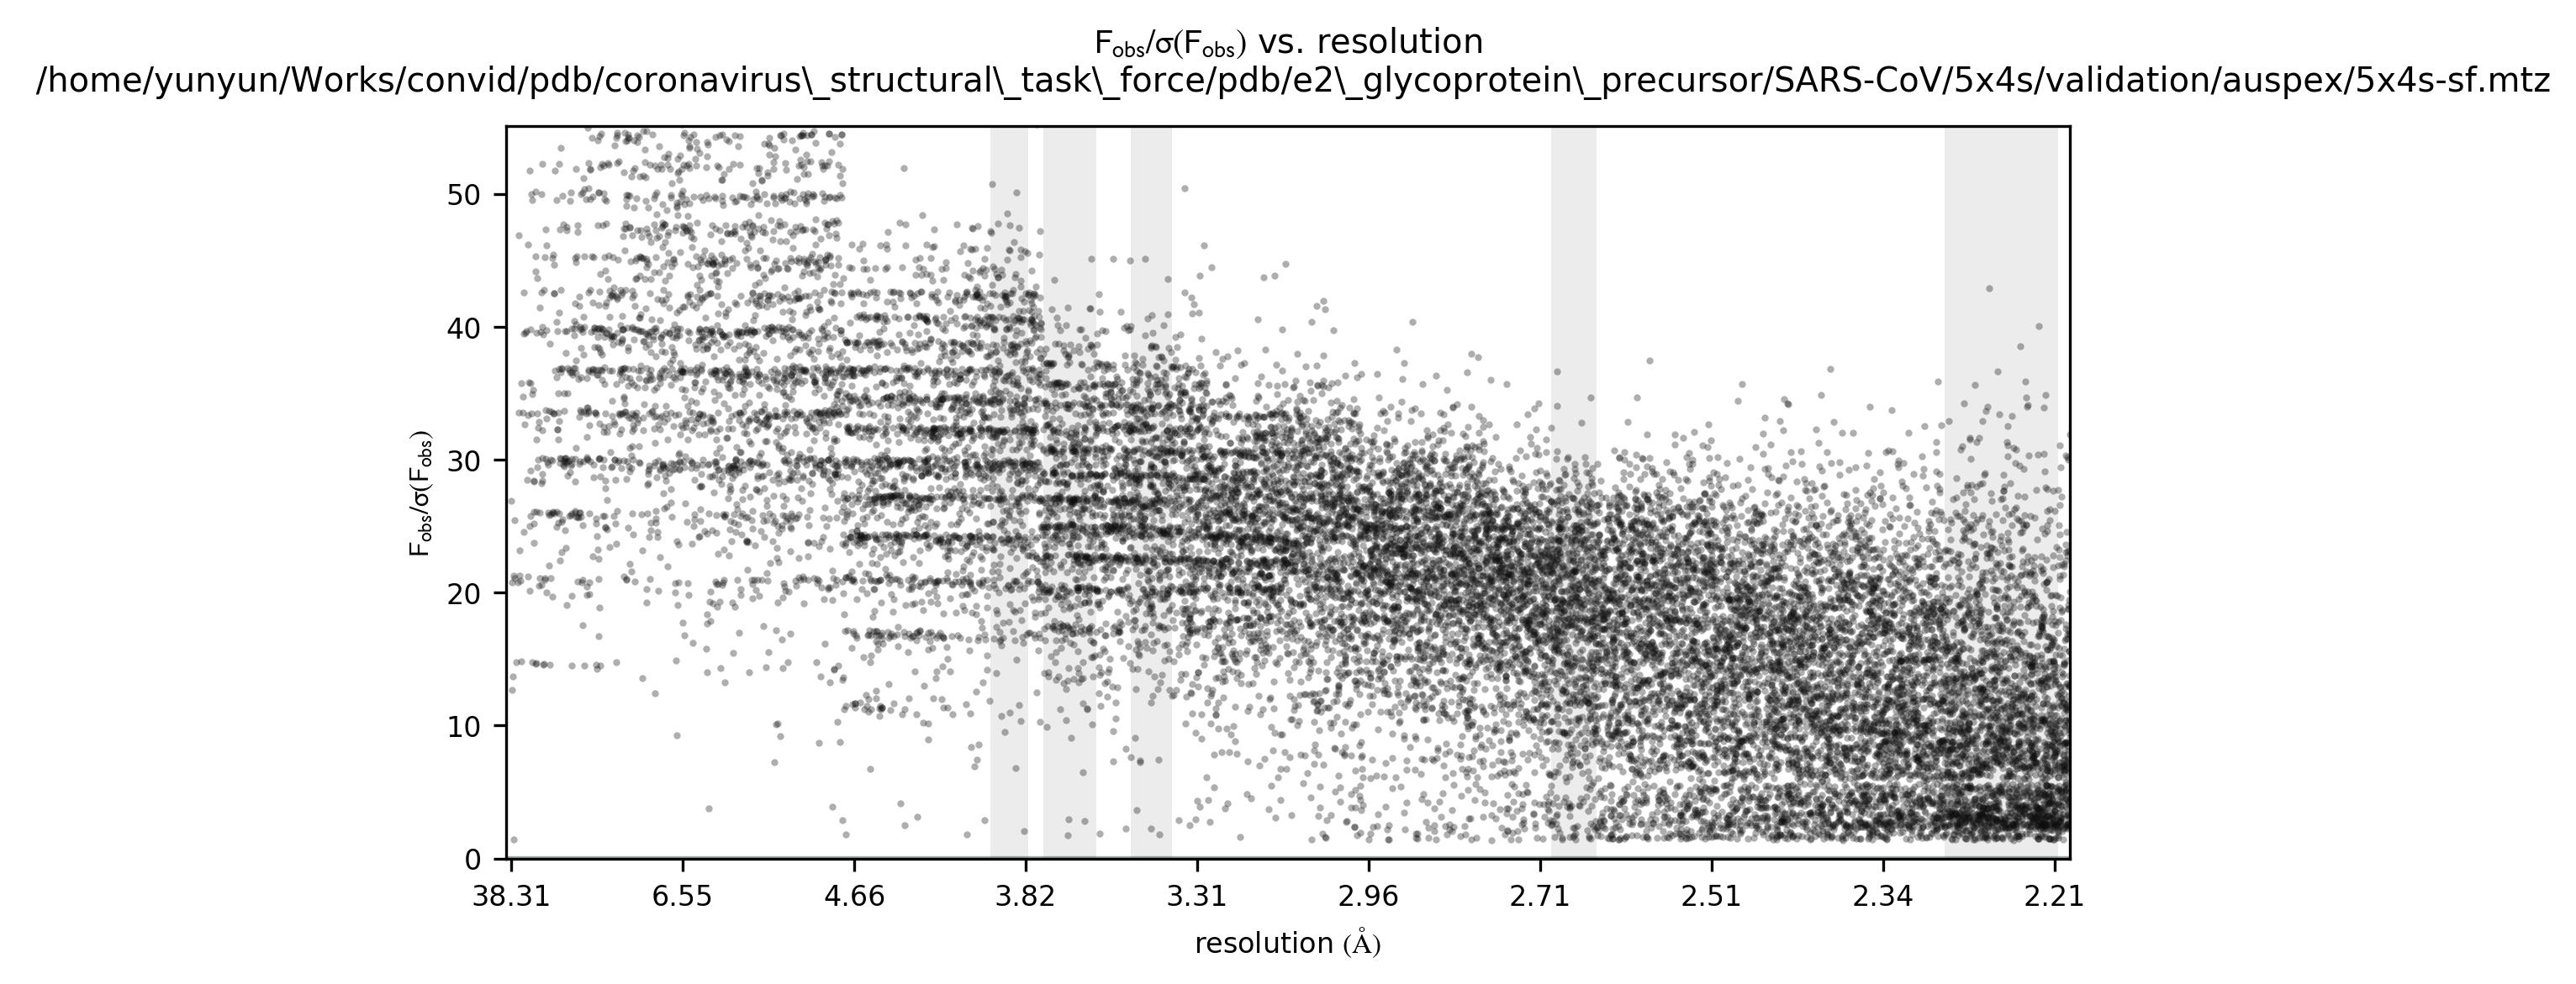 Fobs/σ(Fobs) vs. resolution
/home/yunyun/Works/convid/pdb/coronavirus\_structural\_task\_force/pdb/e2\_glycoprotein\_precursor/SARS-CoV/5x4s/validation/auspex/5x4s-sf.mtz
Fobs/σ(Fobs)
50
40
30
20
10
0
38.31 6.55 4.66 3.82 3.31 2.96 2.71 2.51 2.34 2.21
resolution (Å)